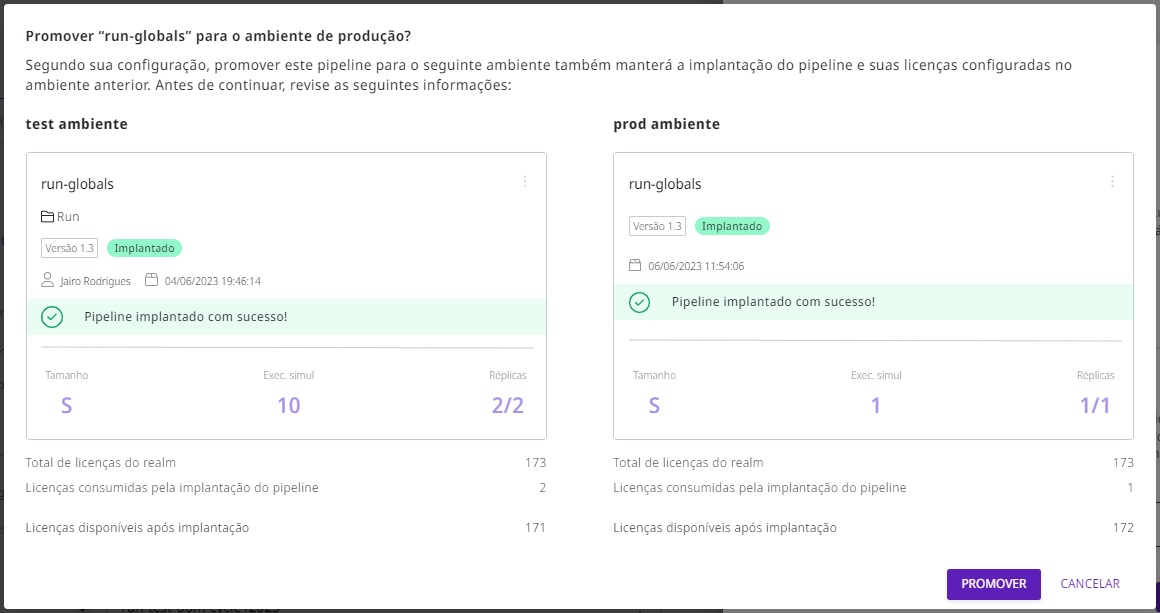 Promover “run-globals” para o ambiente de produção?
Segundo sua configuração, promover este pipeline para o seguinte ambiente também manterá a implantação do pipeline e suas licenças configuradas no
ambiente anterior. Antes de continuar, revise as seguintes informações:
test ambiente
run-globals
Run
Versão 1.3 Implantado
Jairo Rodrigues 04/06/2023 19:46:14
Pipeline implantado com sucesso!
Tamanho Exec. simul Réplicas
S 10 2/2
Total de licenças do realm 173
Licenças consumidas pela implantação do pipeline 2
Licenças disponíveis após implantação 171
prod ambiente
run-globals
Versão 1.3 Implantado
06/06/2023 11:54:06
Pipeline implantado com sucesso!
Tamanho Exec. simul Réplicas
S 1 1/1
Total de licenças do realm 173
Licenças consumidas pela implantação do pipeline 1
Licenças disponíveis após implantação 172
PROMOVER CANCELAR